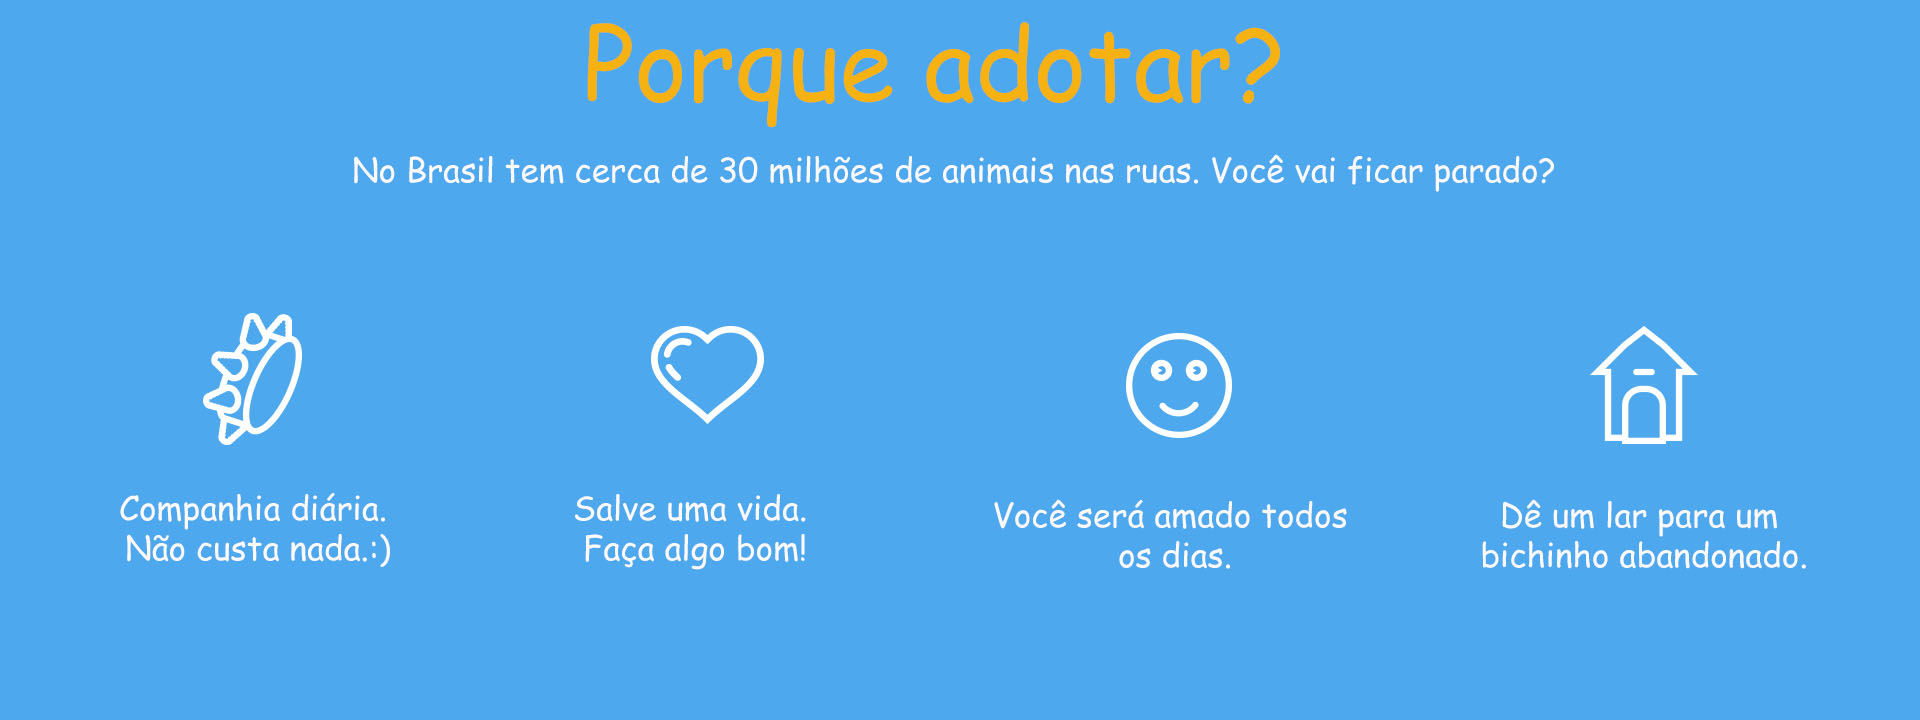 Porque adotar?
No Brasil tem cerca de 30 milhões de animais nas ruas. Você vai ficar parado?
Companhia diária.
Não custa nada.:)
Salve uma vida.
Faça algo bom!
Você será amado todos
os dias.
Dê um lar para um
bichinho abandonado.